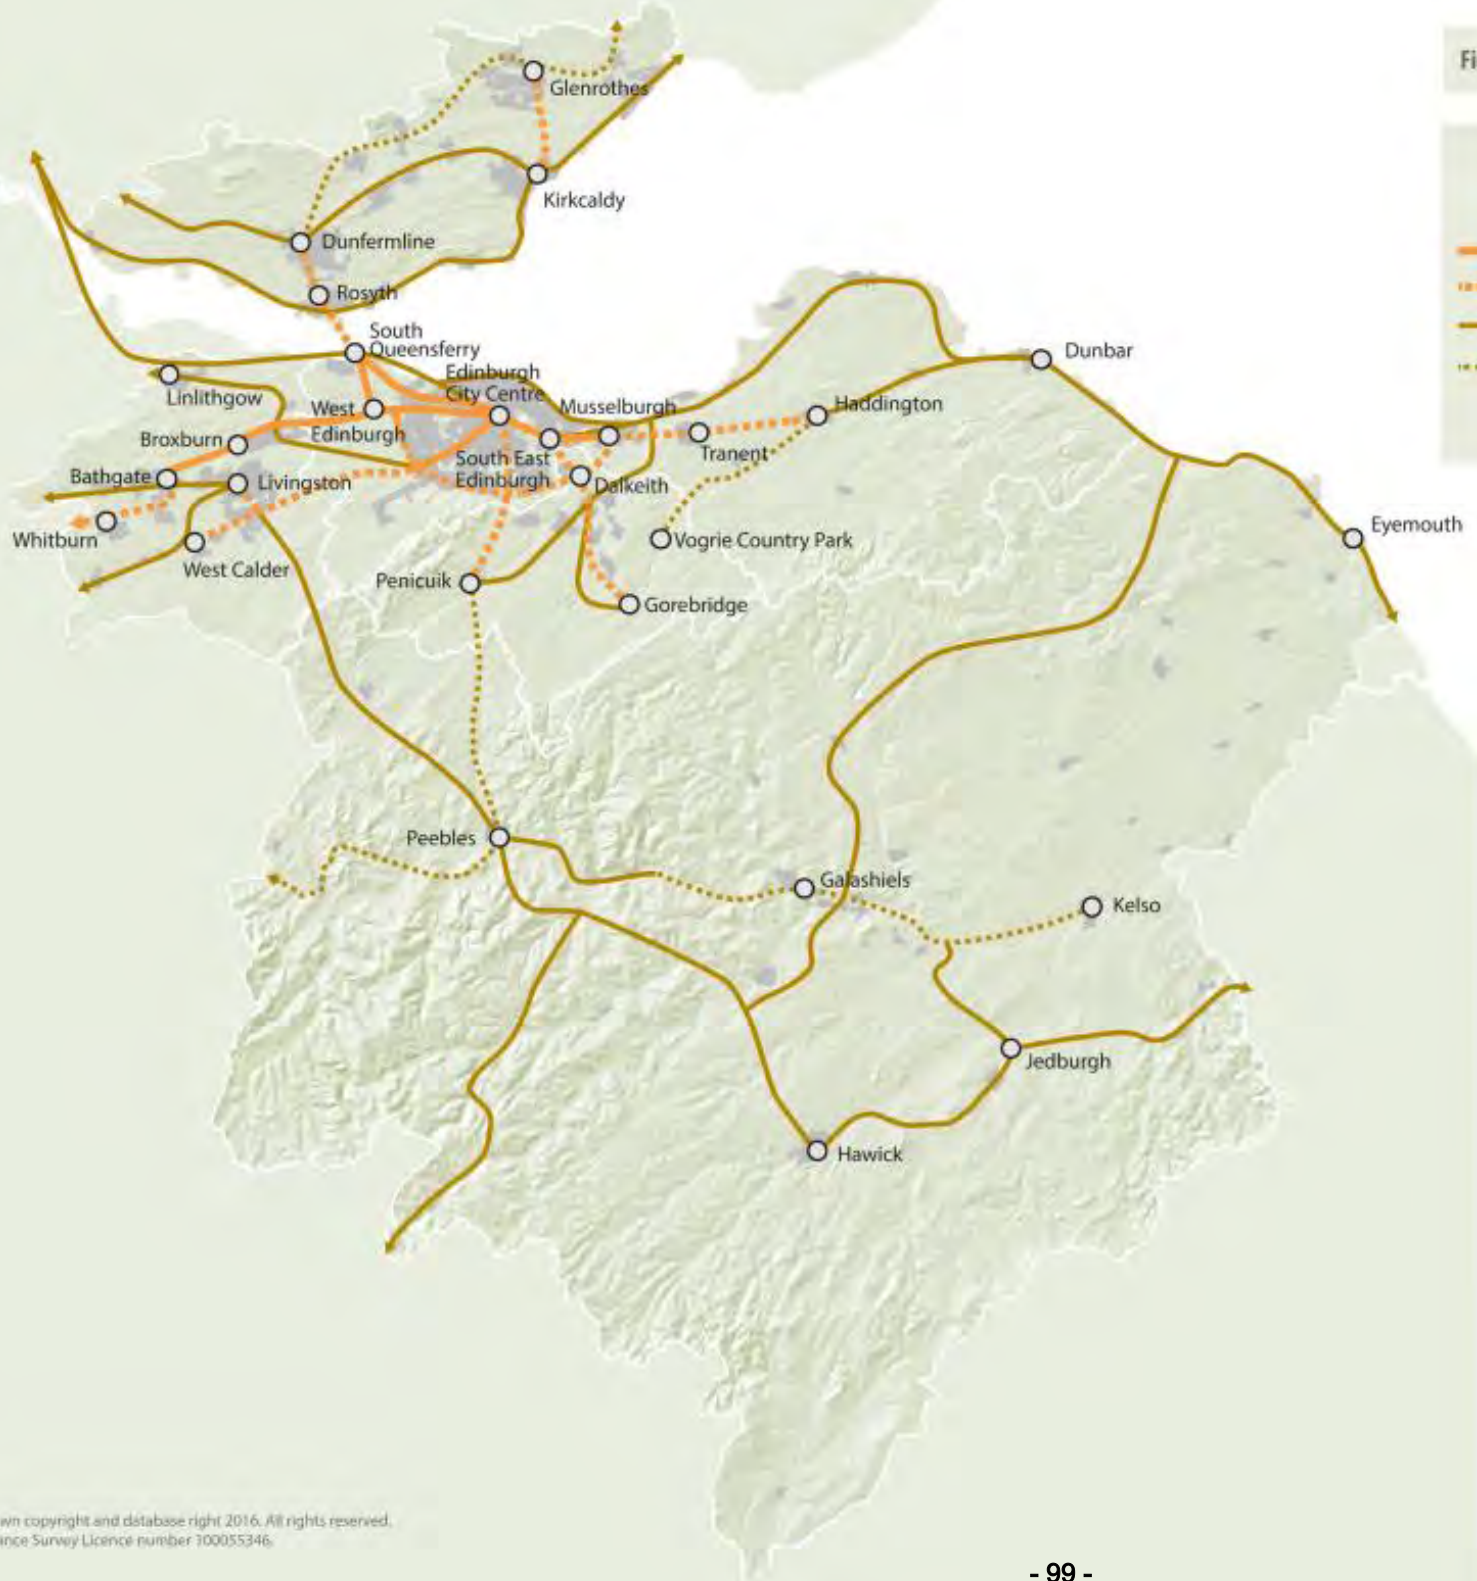 Fi
Glenrothes
Kirkcaldy
Dunfermline
Rosyth
South
Queensferry
Edinburgh
City Centre
Linlithgow
West
Edinburgh
Musselburgh
Haddington
Dunbar
Broxburn
Tranent
Bathgate
Livingston
South East
Edinburgh
Dalkeith
Whitburn
West Calder
Vogrie Country Park
Eyemouth
Penicuik
Gorebridge
Peebles
Galashiels
Kelso
Jedburgh
Hawick
wn copyright and database right 2016. All rights reserved.
ance Survey Licence number 100055346.
- 99 -